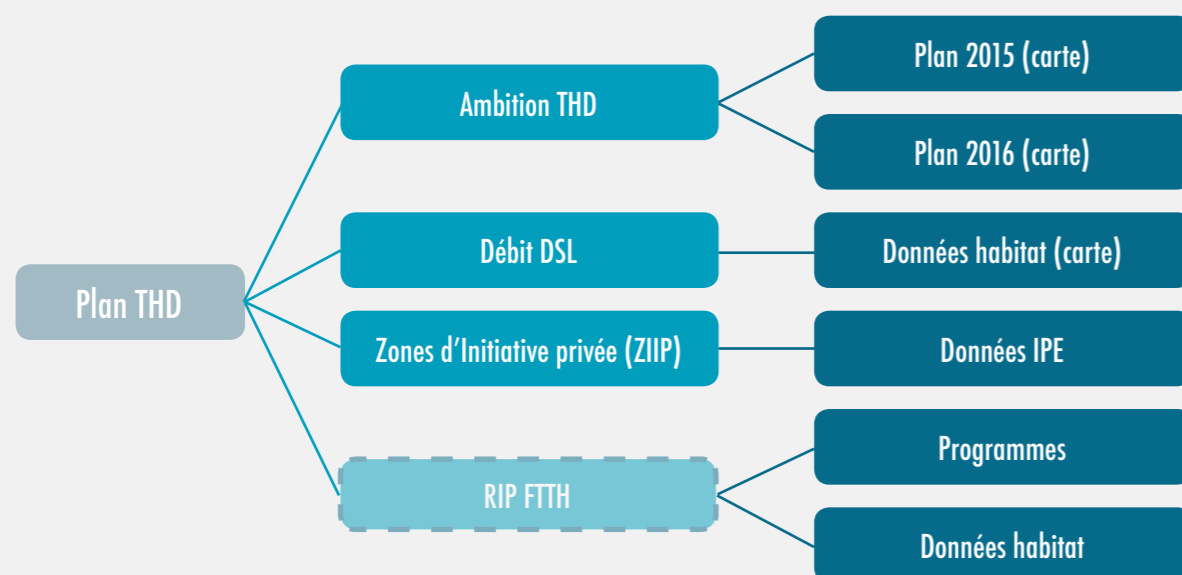 Plan THD
Ambition THD
Plan 2015 (carte)
Plan 2016 (carte)
Débit DSL
Données habitat (carte)
Zones d’Initiative privée (ZIIP)
Données IPE
RIP FTTH
Programmes
Données habitat